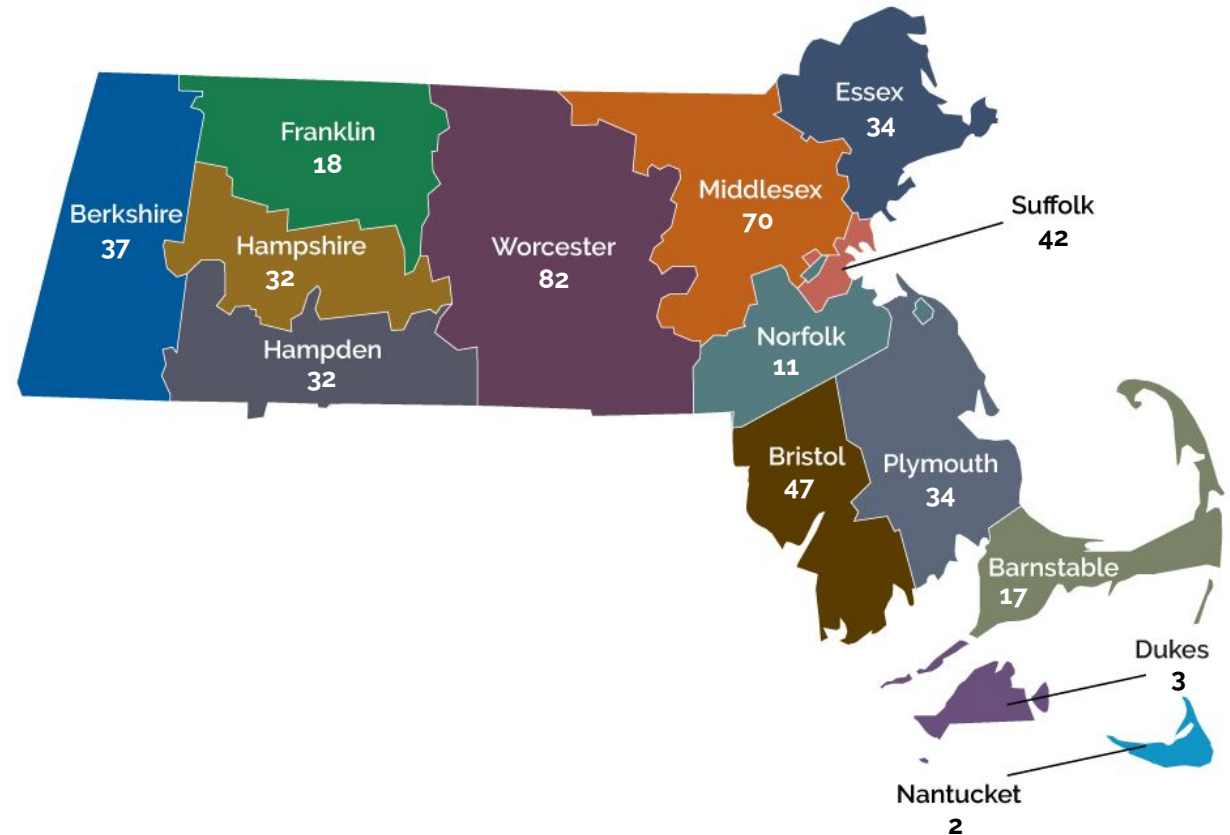 Essex
34
Franklin
18
Middlesex
70
Suffolk
42
Berkshire
37
Hampshire
32
Worcester
82
Norfolk
11
Hampden
32
Bristol
47
Plymouth
34
Barnstable
17
Dukes
3
Nantucket
2